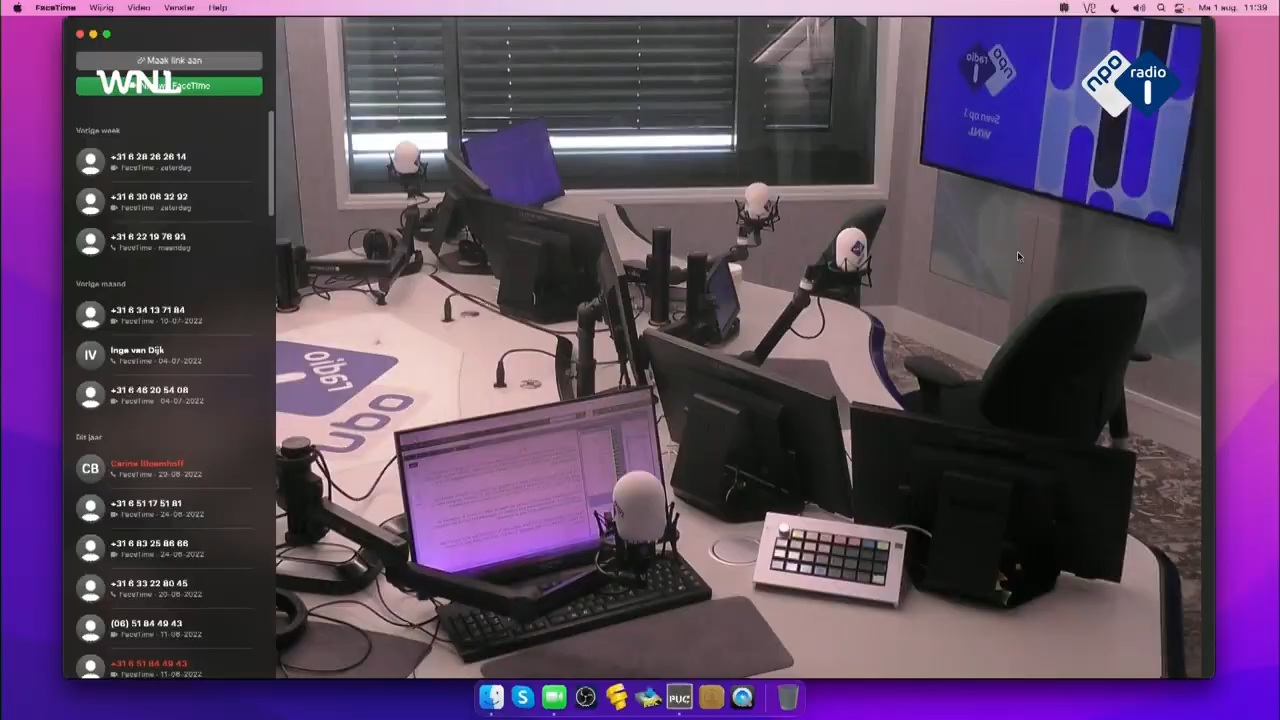 FaceTime Wijzig Video Venster Help
Ma 1 aug. 11:39
Maak link aan
WNL
FaceTime
npo
radio
1
Vorige week
+31 6 28 26 26 14
FaceTime · zaterdag
+31 6 30 06 32 92
FaceTime · zaterdag
+31 6 22 19 76 93
FaceTime · maandag
Vorige maand
+31 6 34 13 71 84
FaceTime · 10-07-2022
IV
Inge van Dijk
FaceTime · 04-07-2022
+31 6 46 20 54 08
FaceTime · 04-07-2022
Dit jaar
CB
FaceTime · 29-06-2022
+31 6 51 17 51 81
FaceTime · 24-06-2022
+31 6 83 25 86 66
FaceTime · 24-06-2022
+31 6 33 22 80 45
FaceTime · 20-06-2022
(06) 51 84 49 43
FaceTime · 11-06-2022
+31 6 51 84 49 43
FaceTime · 11-06-2022
npo
radio
1
Sven op 1
WNL
radio
npo
PUC